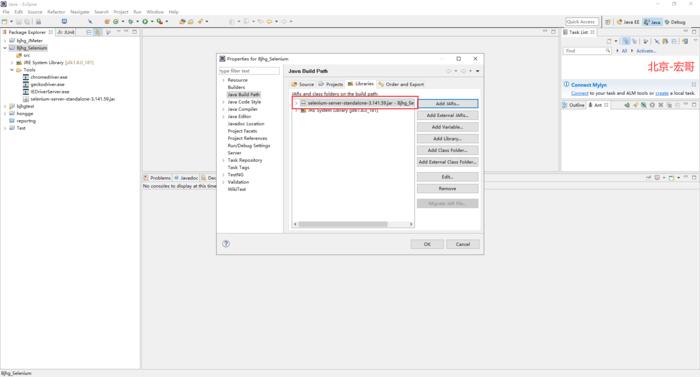 Java - Eclipse
File Edit Source Refactor Navigate Search Project Run Window Help
Quick Access
Java EE
Java
Debug
Package Explorer
JUnit
bjhg_JMeter
Bjhg_Selenium
src
JRE System Library [jdk1.8.0_181]
Tools
chromedriver.exe
geckodriver.exe
IEDriverServer.exe
selenium-server-standalone-3.141.59.jar
bjhgtest
hongge
reportng
Test
Properties for Bjhg_Selenium
type filter text
Resource
Builders
Java Build Path
Java Code Style
Java Compiler
Java Editor
Javadoc Location
Project Facets
Project References
Run/Debug Settings
Server
Task Repository
Task Tags
TestNG
Validation
WikiText
Java Build Path
Source Projects Libraries Order and Export
JARs and class folders on the build path:
selenium-server-standalone-3.141.59.jar - Bjhg_Se
JRE System Library [jdk1.8.0_181]
Add JARs...
Add External JARs...
Add Variable...
Add Library...
Add Class Folder...
Add External Class Folder...
Edit...
Remove
Migrate JAR File...
OK Cancel
Problems Javadoc Dec
No consoles to display at this time
Task List
Find All Activate...
北京-宏哥
Connect Mylyn
Connect to your task and ALM tools or create a local task.
Outline Ant
Bjhg_Selenium